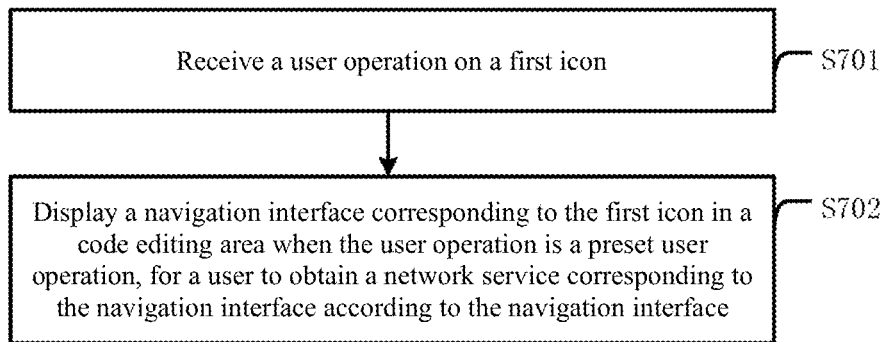 Receive a user operation on a first icon
S701
Display a navigation interface corresponding to the first icon in a
code editing area when the user operation is a preset user
operation, for a user to obtain a network service corresponding to
the navigation interface according to the navigation interface
S702